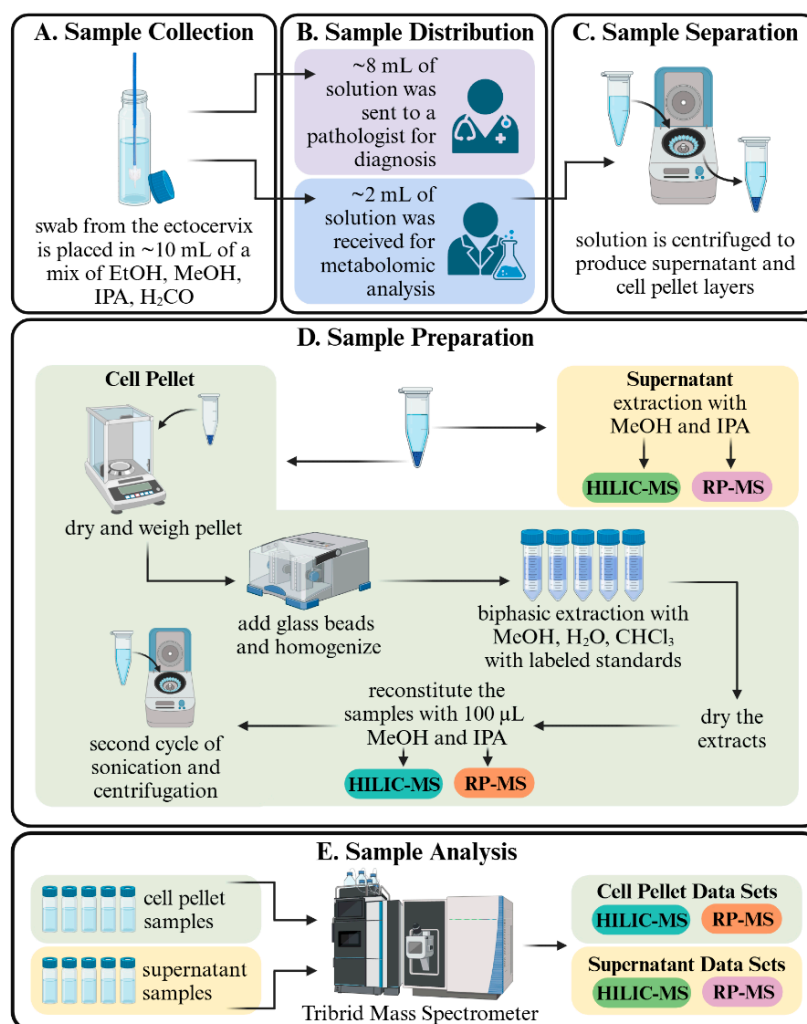 A. Sample Collection
swab from the ectocervix
is placed in ~10 mL of a
mix of EtOH, MeOH,
IPA, H₂CO
B. Sample Distribution
~8 mL of
solution was
sent to a
pathologist for
diagnosis
~2 mL of
solution was
received for
metabolomic
analysis
C. Sample Separation
solution is centrifuged to
produce supernatant and
cell pellet layers
D. Sample Preparation
Cell Pellet
dry and weigh pellet
Supernatant
extraction with
MeOH and IPA
HILIC-MS
RP-MS
add glass beads
and homogenize
biphasic extraction with
MeOH, H₂O, CHCl₃
with labeled standards
dry the
extracts
reconstitute the
samples with 100 μL
MeOH and IPA
HILIC-MS
RP-MS
second cycle of
sonication and
centrifugation
E. Sample Analysis
cell pellet
samples
supernatant
samples
Tribrid Mass Spectrometer
Cell Pellet Data Sets
HILIC-MS
RP-MS
Supernatant Data Sets
HILIC-MS
RP-MS